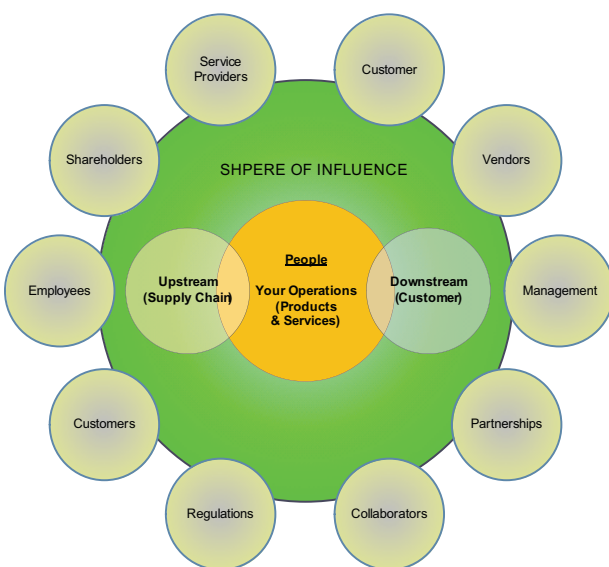 Service
Providers
Customer
Shareholders
Vendors
SHPERE OF INFLUENCE
Employees
Upstream
(Supply Chain)
People
Your Operations
(Products
& Services)
Downstream
(Customer)
Management
Customers
Partnerships
Regulations
Collaborators